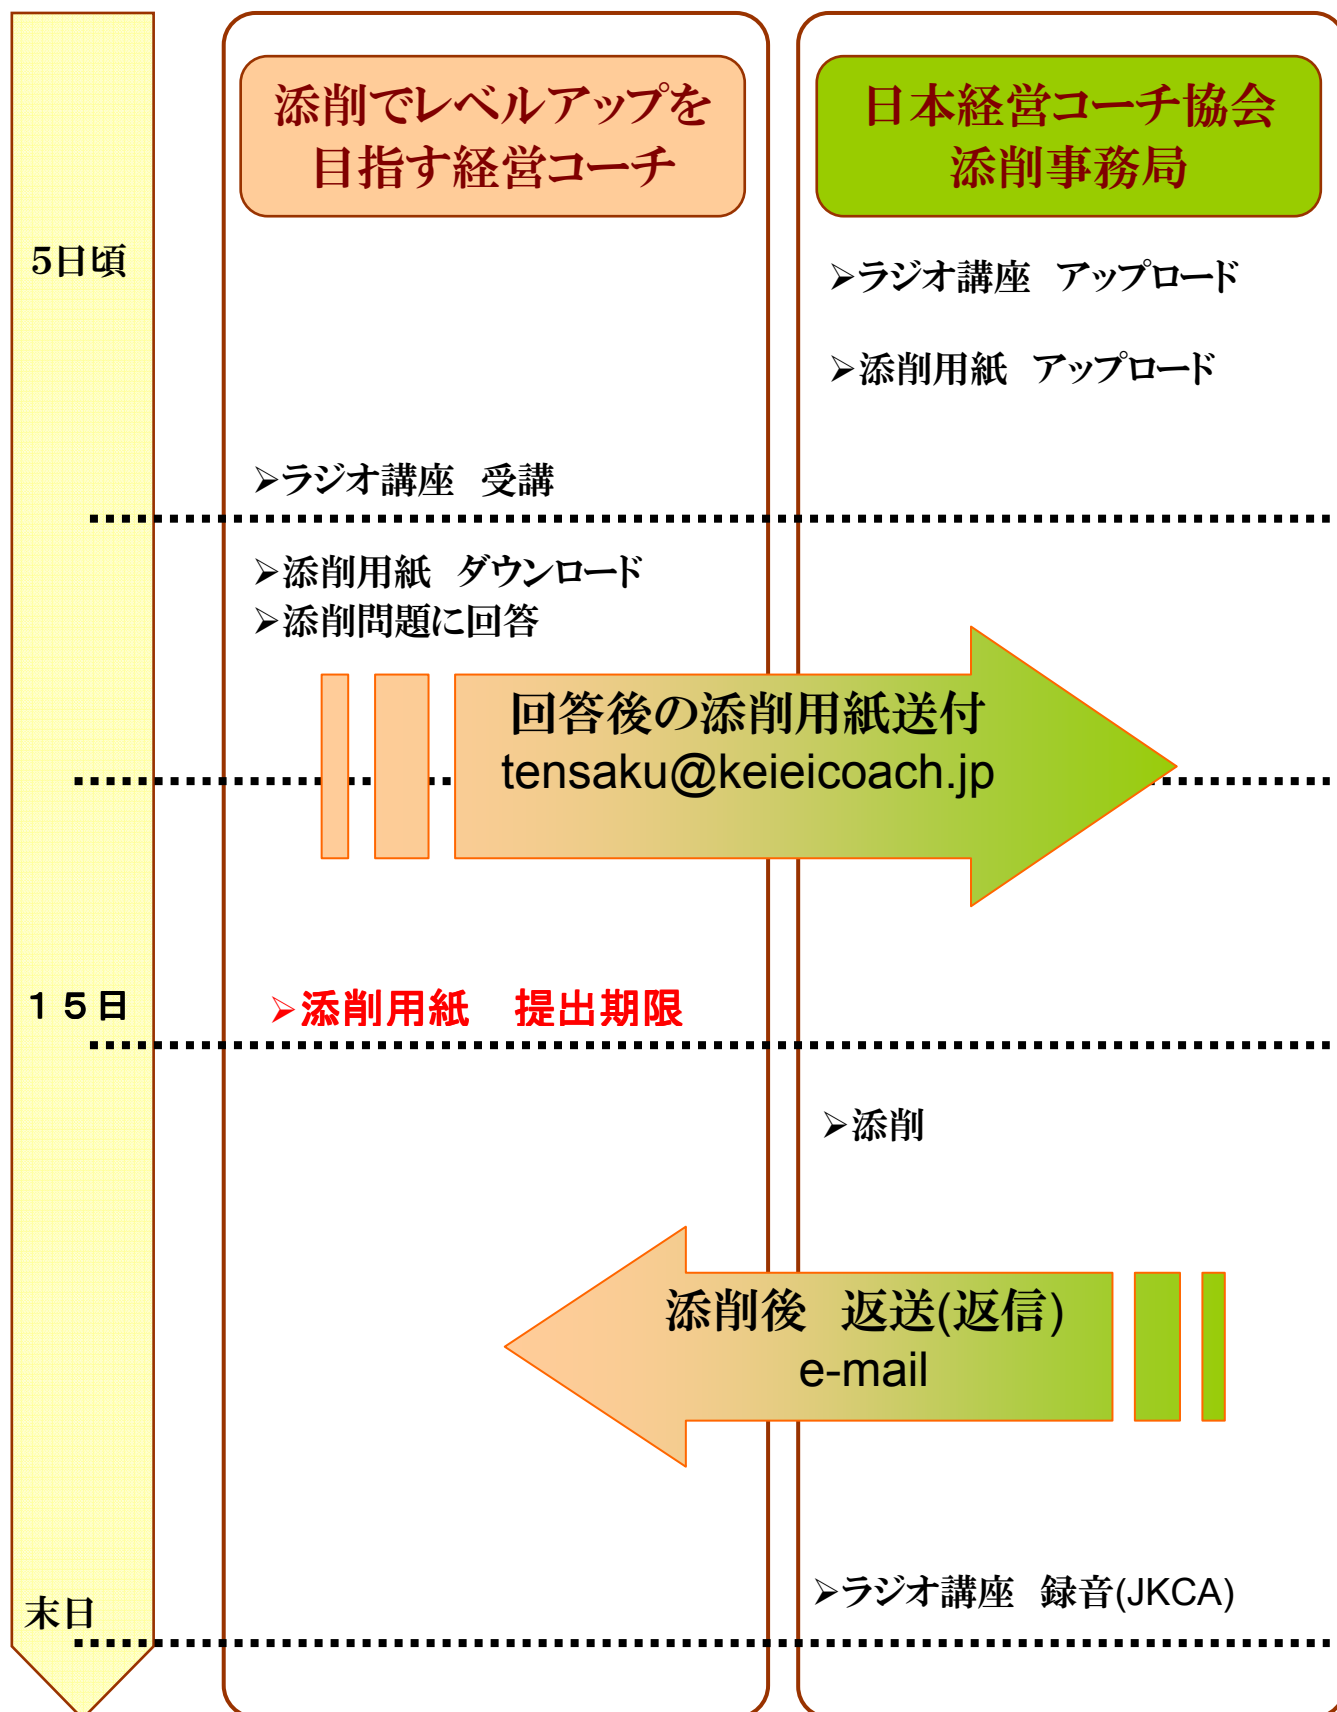 添削でレベルアップを
目指す経営コーチ
日本経営コーチ協会
添削事務局
5日頃
➢ラジオ講座　アップロード
➢添削用紙　アップロード
➢ラジオ講座　受講
➢添削用紙　ダウンロード
➢添削問題に回答
回答後の添削用紙送付
tensaku@keieicoach.jp
１５日
➢添削用紙　提出期限
➢添削
添削後　返送(返信)
e-mail
➢ラジオ講座　録音(JKCA)
末日